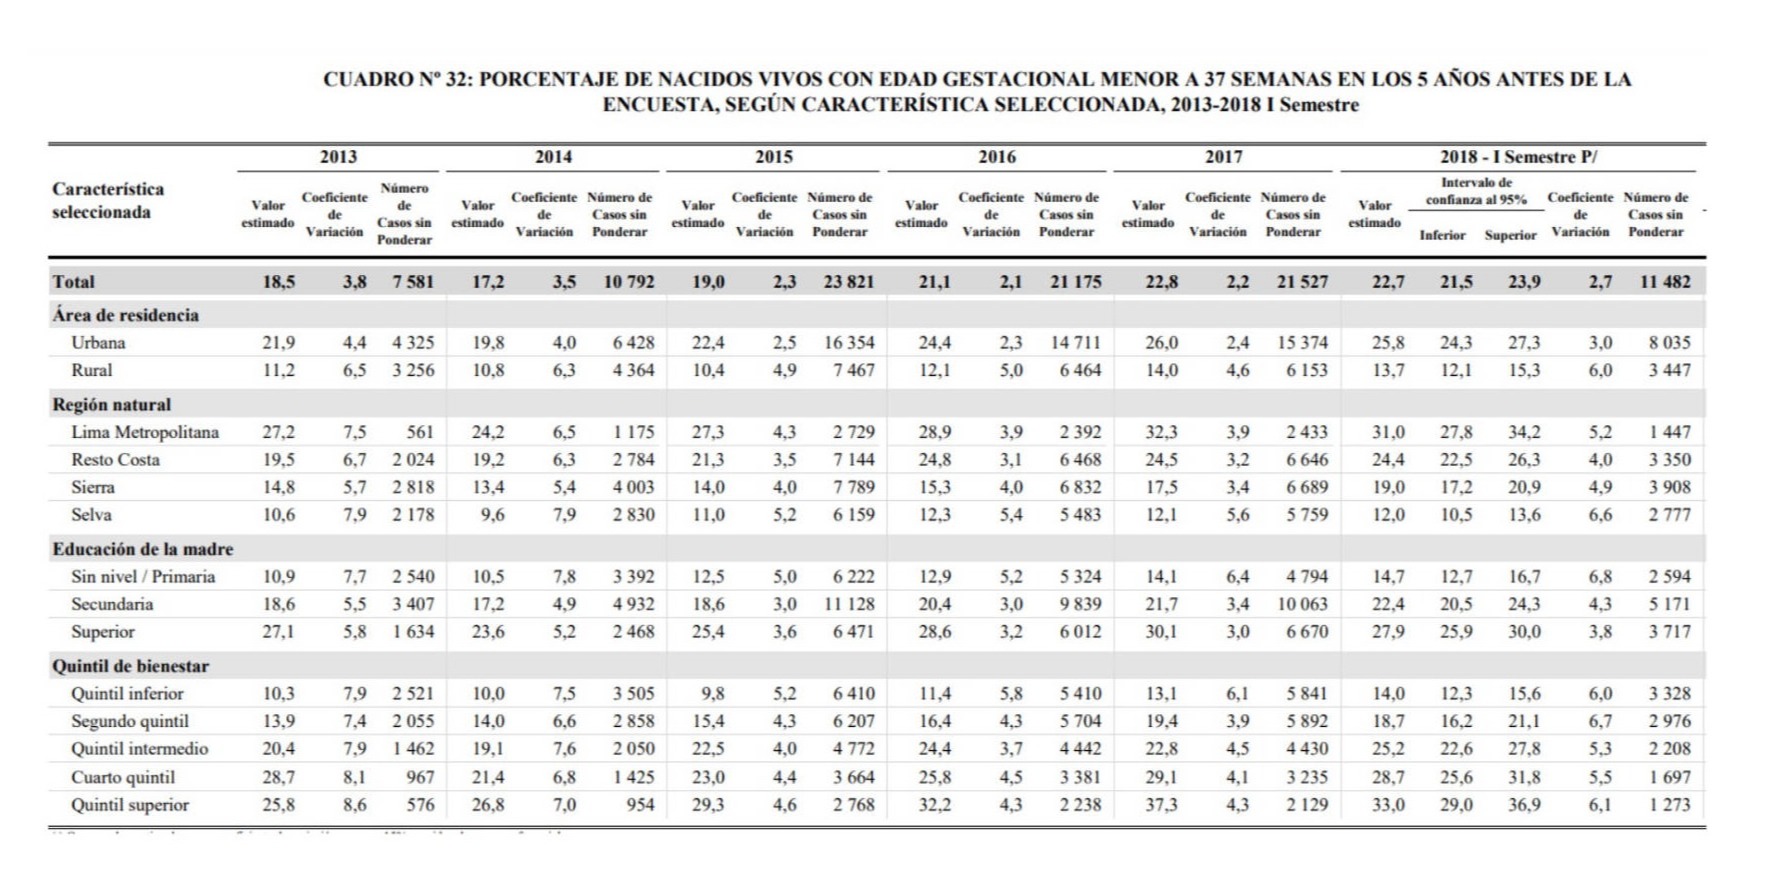 CUADRO Nº 32: PORCENTAJE DE NACIDOS VIVOS CON EDAD GESTACIONAL MENOR A 37 SEMANAS EN LOS 5 AÑOS ANTES DE LA
ENCUESTA, SEGÚN CARACTERÍSTICA SELECCIONADA, 2013-2018 I Semestre
Característica seleccionada 2013 2014 2015 2016 2017 2018 - I Semestre P/
Valor estimado Coeficiente de Variación Número de Casos sin Ponderar Valor estimado Coeficiente de Variación Número de Casos sin Ponderar Valor estimado Coeficiente de Variación Número de Casos sin Ponderar Valor estimado Coeficiente de Variación Número de Casos sin Ponderar Valor estimado Coeficiente de Variación Número de Casos sin Ponderar Valor estimado Intervalo de confianza al 95% Inferior Superior Coeficiente de Variación Número de Casos sin Ponderar
Total 18,5 3,8 7 581 17,2 3,5 10 792 19,0 2,3 23 821 21,1 2,1 21 175 22,8 2,2 21 527 22,7 21,5 23,9 2,7 11 482
Área de residencia
Urbana 21,9 4,4 4 325 19,8 4,0 6 428 22,4 2,5 16 354 24,4 2,3 14 711 26,0 2,4 15 374 25,8 24,3 27,3 3,0 8 035
Rural 11,2 6,5 3 256 10,8 6,3 4 364 10,4 4,9 7 467 12,1 5,0 6 464 14,0 4,6 6 153 13,7 12,1 15,3 6,0 3 447
Región natural
Lima Metropolitana 27,2 7,5 561 24,2 6,5 1 175 27,3 4,3 2 729 28,9 3,9 2 392 32,3 3,9 2 433 31,0 27,8 34,2 5,2 1 447
Resto Costa 19,5 6,7 2 024 19,2 6,3 2 784 21,3 3,5 7 144 24,8 3,1 6 468 24,5 3,2 6 646 24,4 22,5 26,3 4,0 3 350
Sierra 14,8 5,7 2 818 13,4 5,4 4 003 14,0 4,0 7 789 15,3 4,0 6 832 17,5 3,4 6 689 19,0 17,2 20,9 4,9 3 908
Selva 10,6 7,9 2 178 9,6 7,9 2 830 11,0 5,2 6 159 12,3 5,4 5 483 12,1 5,6 5 759 12,0 10,5 13,6 6,6 2 777
Educación de la madre
Sin nivel / Primaria 10,9 7,7 2 540 10,5 7,8 3 392 12,5 5,0 6 222 12,9 5,2 5 324 14,1 6,4 4 794 14,7 12,7 16,7 6,8 2 594
Secundaria 18,6 5,5 3 407 17,2 4,9 4 932 18,6 3,0 11 128 20,4 3,0 9 839 21,7 3,4 10 063 22,4 20,5 24,3 4,3 5 171
Superior 27,1 5,8 1 634 23,6 5,2 2 468 25,4 3,6 6 471 28,6 3,2 6 012 30,1 3,0 6 670 27,9 25,9 30,0 3,8 3 717
Quintil de bienestar
Quintil inferior 10,3 7,9 2 521 10,0 7,5 3 505 9,8 5,2 6 410 11,4 5,8 5 410 13,1 6,1 5 841 14,0 12,3 15,6 6,0 3 328
Segundo quintil 13,9 7,4 2 055 14,0 6,6 2 858 15,4 4,3 6 207 16,4 4,3 5 704 19,4 3,9 5 892 18,7 16,2 21,1 6,7 2 976
Quintil intermedio 20,4 7,9 1 462 19,1 7,6 2 050 22,5 4,0 4 772 24,4 3,7 4 442 22,8 4,5 4 430 25,2 22,6 27,8 5,3 2 208
Cuarto quintil 28,7 8,1 967 21,4 6,8 1 425 23,0 4,4 3 664 25,8 4,5 3 381 29,1 4,1 3 235 28,7 25,6 31,8 5,5 1 697
Quintil superior 25,8 8,6 576 26,8 7,0 954 29,3 4,6 2 768 32,2 4,3 2 238 37,3 4,3 2 129 33,0 29,0 36,9 6,1 1 273